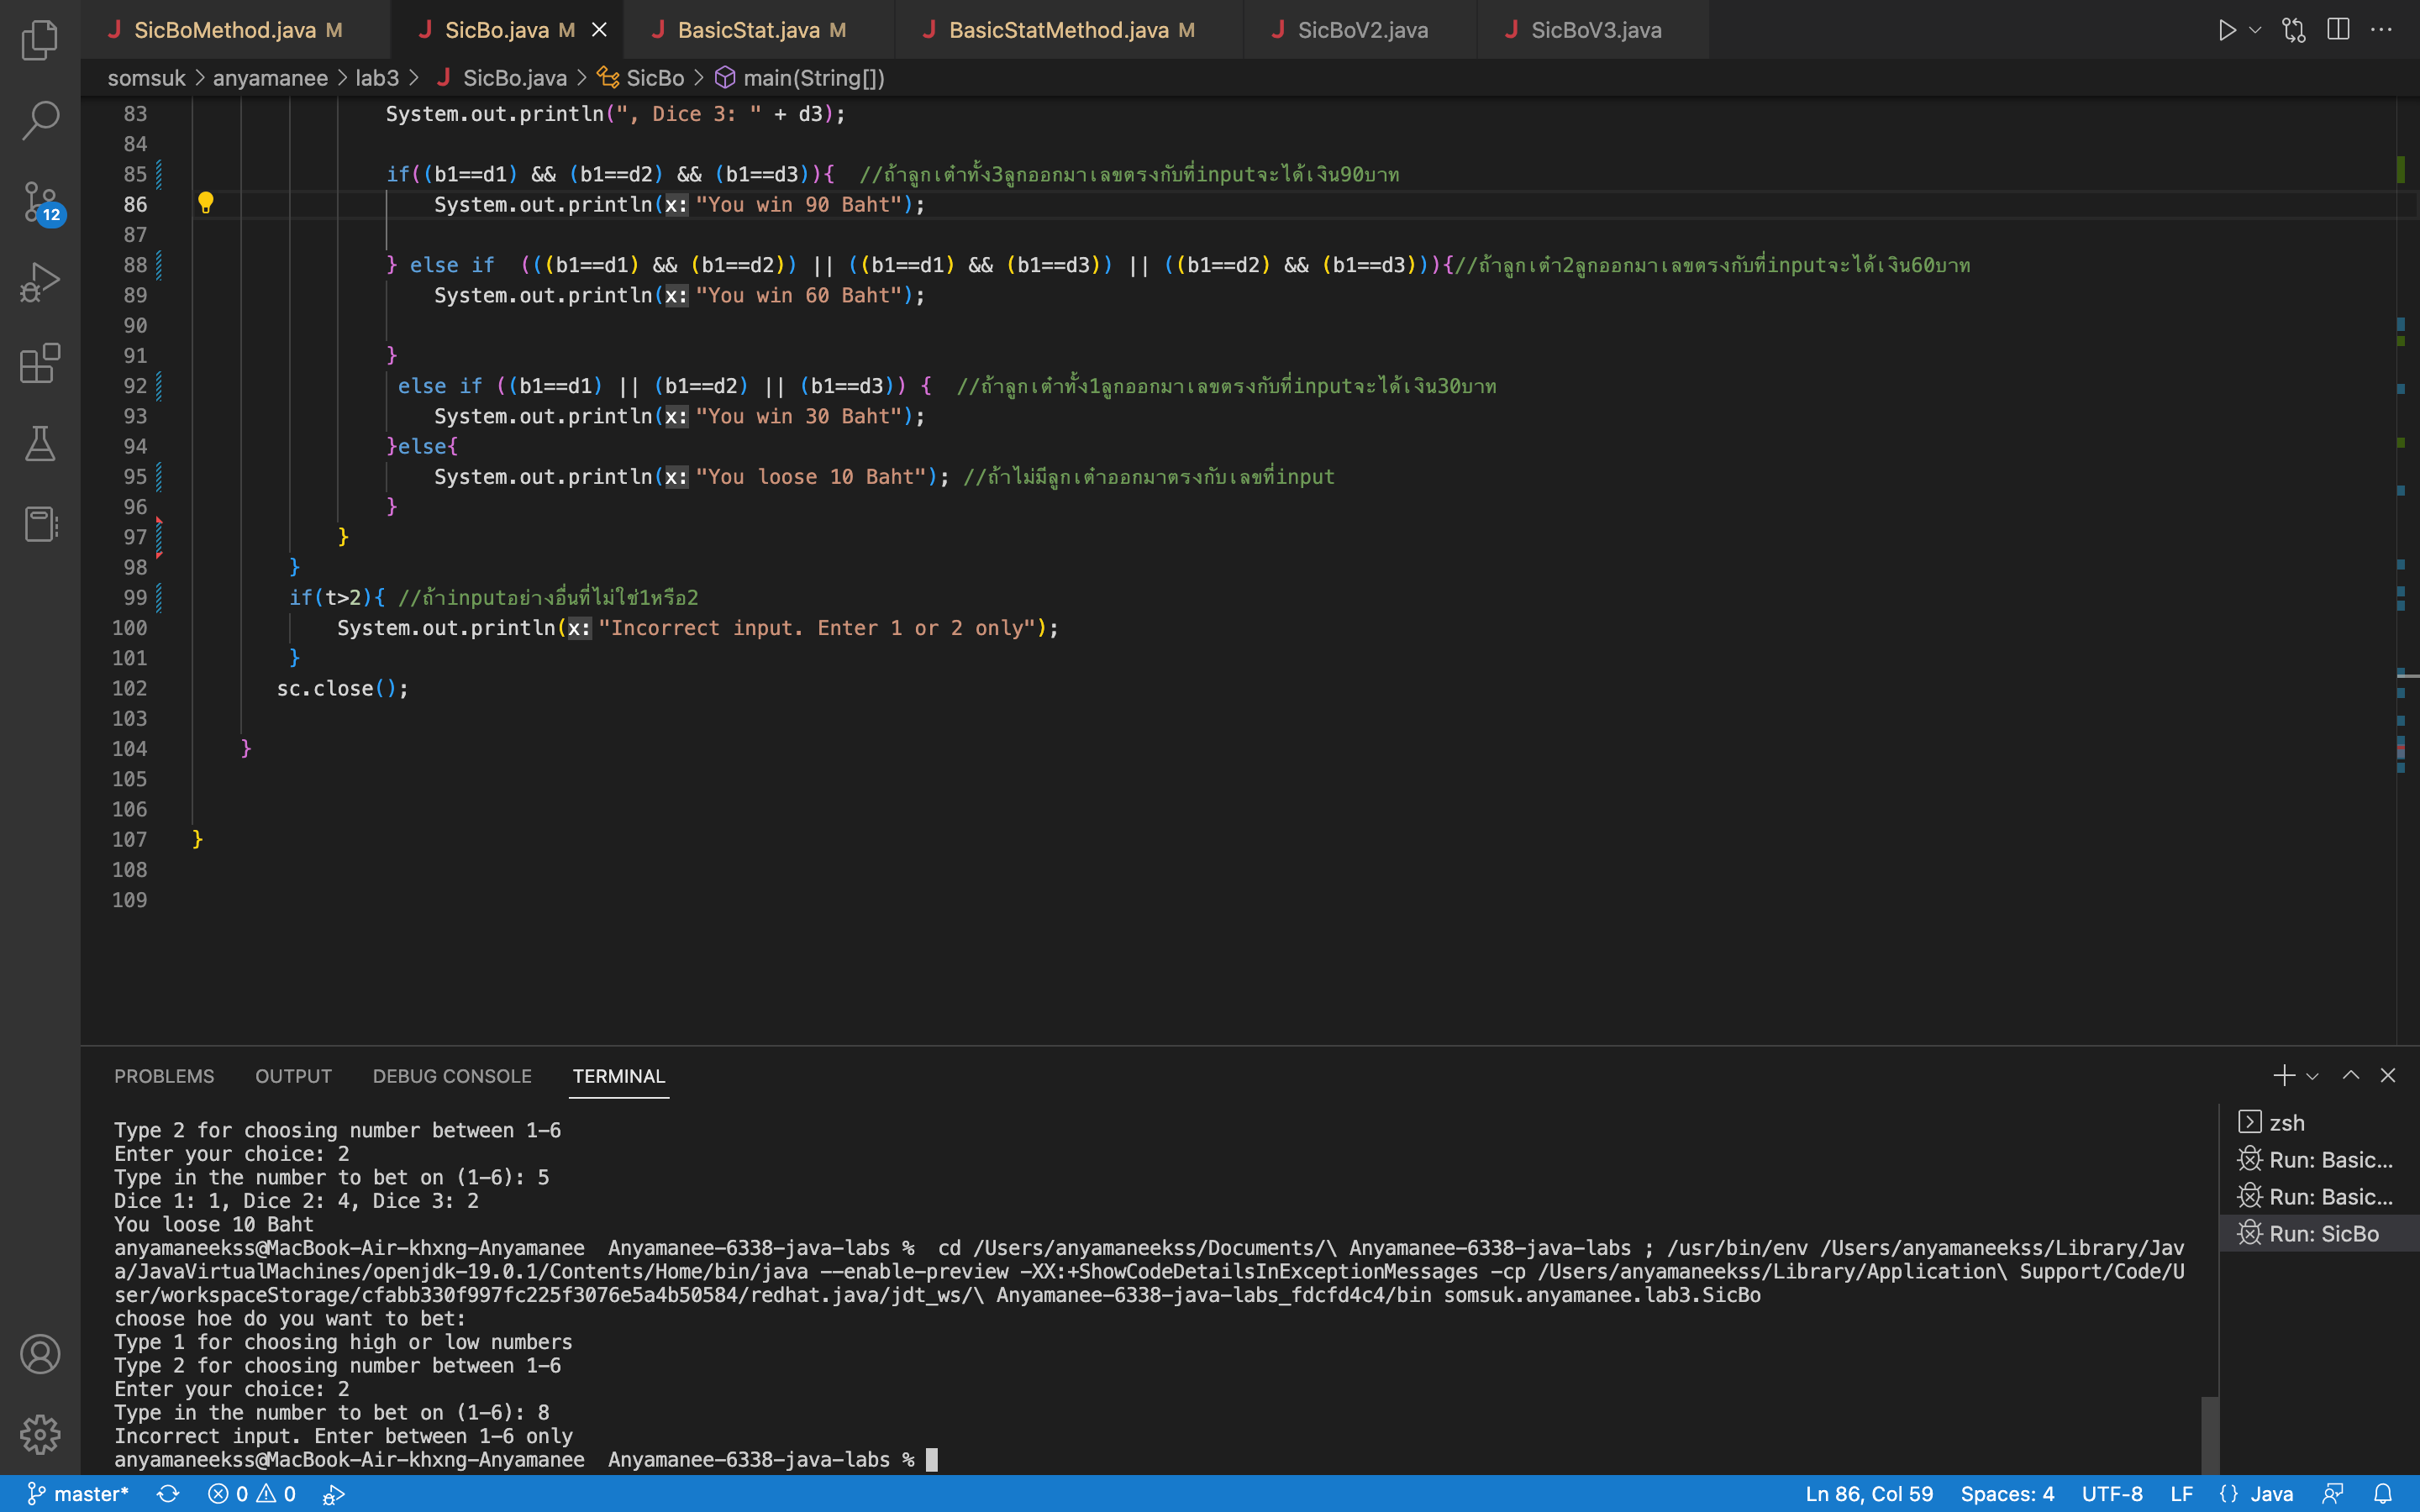 SicBoMethod.java M
SicBo.java M
BasicStat.java M
BasicStatMethod.java M
SicBoV2.java
SicBoV3.java
somsuk > anyamanee > lab3 > SicBo.java > SicBo > main(String[])
83 System.out.println(", Dice 3: " + d3);
84
85 if((b1==d1) && (b1==d2) && (b1==d3)){ //ถ้าลูกเต๋าทั้ง3ลูกออกมาเลขตรงกับที่inputจะได้เงิน90บาท
86 System.out.println(x: "You win 90 Baht");
87
88 } else if (((b1==d1) && (b1==d2)) || ((b1==d1) && (b1==d3)) || ((b1==d2) && (b1==d3))){//ถ้าลูกเต๋า2ลูกออกมาเลขตรงกับที่inputจะได้เงิน60บาท
89 System.out.println(x: "You win 60 Baht");
90
91 }
92 else if ((b1==d1) || (b1==d2) || (b1==d3)) { //ถ้าลูกเต๋าทั้ง1ลูกออกมาเลขตรงกับที่inputจะได้เงิน30บาท
93 System.out.println(x: "You win 30 Baht");
94 }else{
95 System.out.println(x: "You loose 10 Baht"); //ถ้าไม่มีลูกเต๋าออกมาตรงกับเลขที่input
96 }
97 }
98 }
99 if(t>2){ //ถ้าinputอย่างอื่นที่ไม่ใช่1หรือ2
100 System.out.println(x: "Incorrect input. Enter 1 or 2 only");
101 }
102 sc.close();
103
104 }
105
106
107 }
108
109
12
PROBLEMS OUTPUT DEBUG CONSOLE TERMINAL
Type 2 for choosing number between 1-6
Enter your choice: 2
Type in the number to bet on (1-6): 5
Dice 1: 1, Dice 2: 4, Dice 3: 2
You loose 10 Baht
anyamaneekss@MacBook-Air-khxng-Anyamanee  Anyamanee-6338-java-labs %  cd /Users/anyamaneekss/Documents/\ Anyamanee-6338-java-labs ; /usr/bin/env /Users/anyamaneekss/Library/Jav
a/JavaVirtualMachines/openjdk-19.0.1/Contents/Home/bin/java --enable-preview -XX:+ShowCodeDetailsInExceptionMessages -cp /Users/anyamaneekss/Library/Application\ Support/Code/U
ser/workspaceStorage/cfabb330f997fc225f3076e5a4b50584/redhat.java/jdt_ws/\ Anyamanee-6338-java-labs_fdcfd4c4/bin somsuk.anyamanee.lab3.SicBo
choose hoe do you want to bet:
Type 1 for choosing high or low numbers
Type 2 for choosing number between 1-6
Enter your choice: 2
Type in the number to bet on (1-6): 8
Incorrect input. Enter between 1-6 only
anyamaneekss@MacBook-Air-khxng-Anyamanee  Anyamanee-6338-java-labs %
zsh
Run: Basic...
Run: Basic...
Run: SicBo
master* 0 0 Ln 86, Col 59 Spaces: 4 UTF-8 LF {} Java